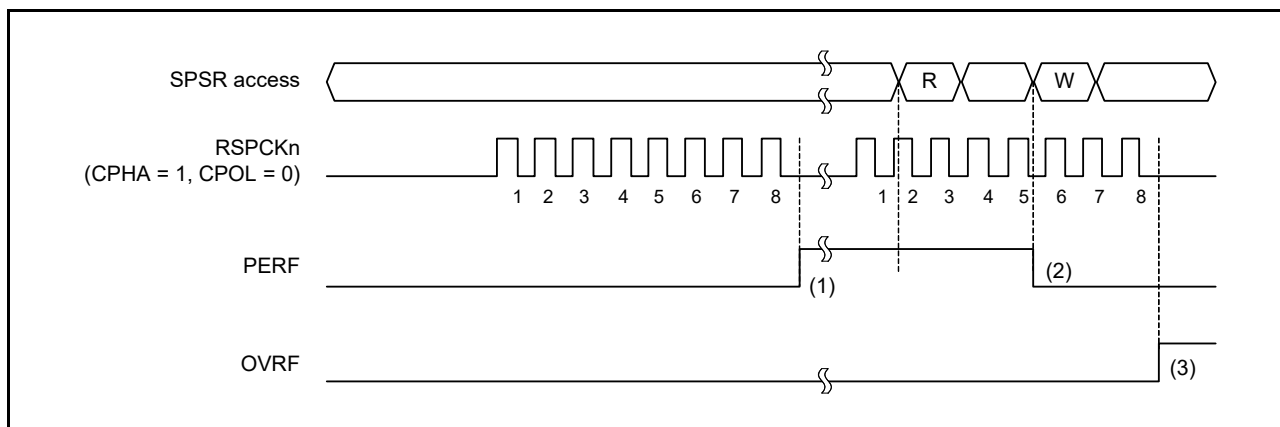 SPSR access
R
W
RSPCKn
(CPHA = 1, CPOL = 0)
1 2 3 4 5 6 7 8 1 2 3 4 5 6 7 8
PERF
(1)
(2)
OVRF
(3)